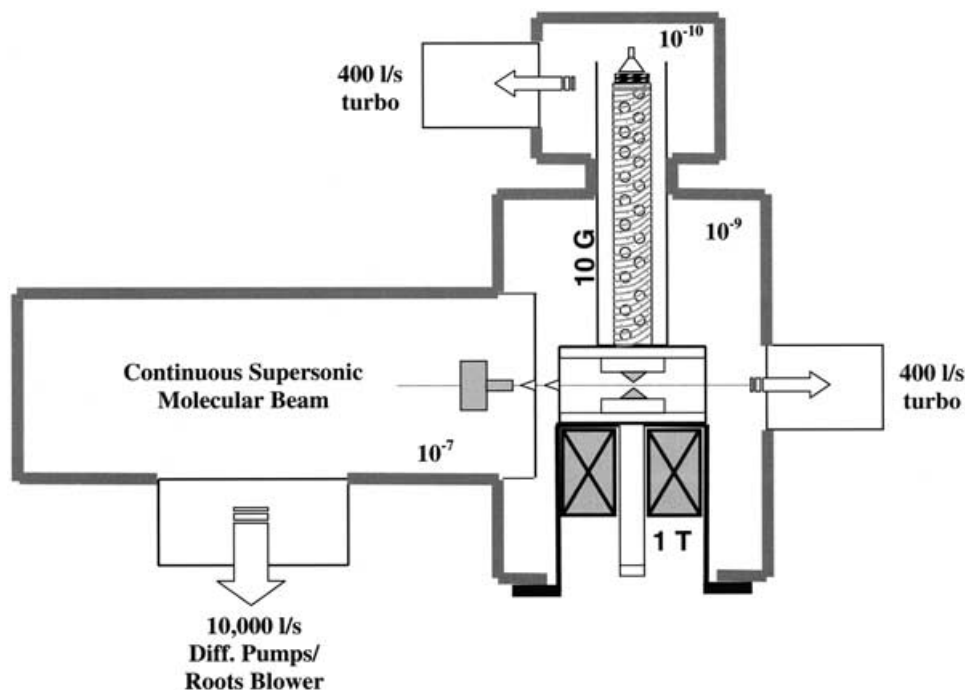 10⁻¹⁰
400 l/s
turbo
10⁻⁹
10 G
Continuous Supersonic
Molecular Beam
400 l/s
turbo
10⁻⁷
1 T
10,000 l/s
Diff. Pumps/
Roots Blower